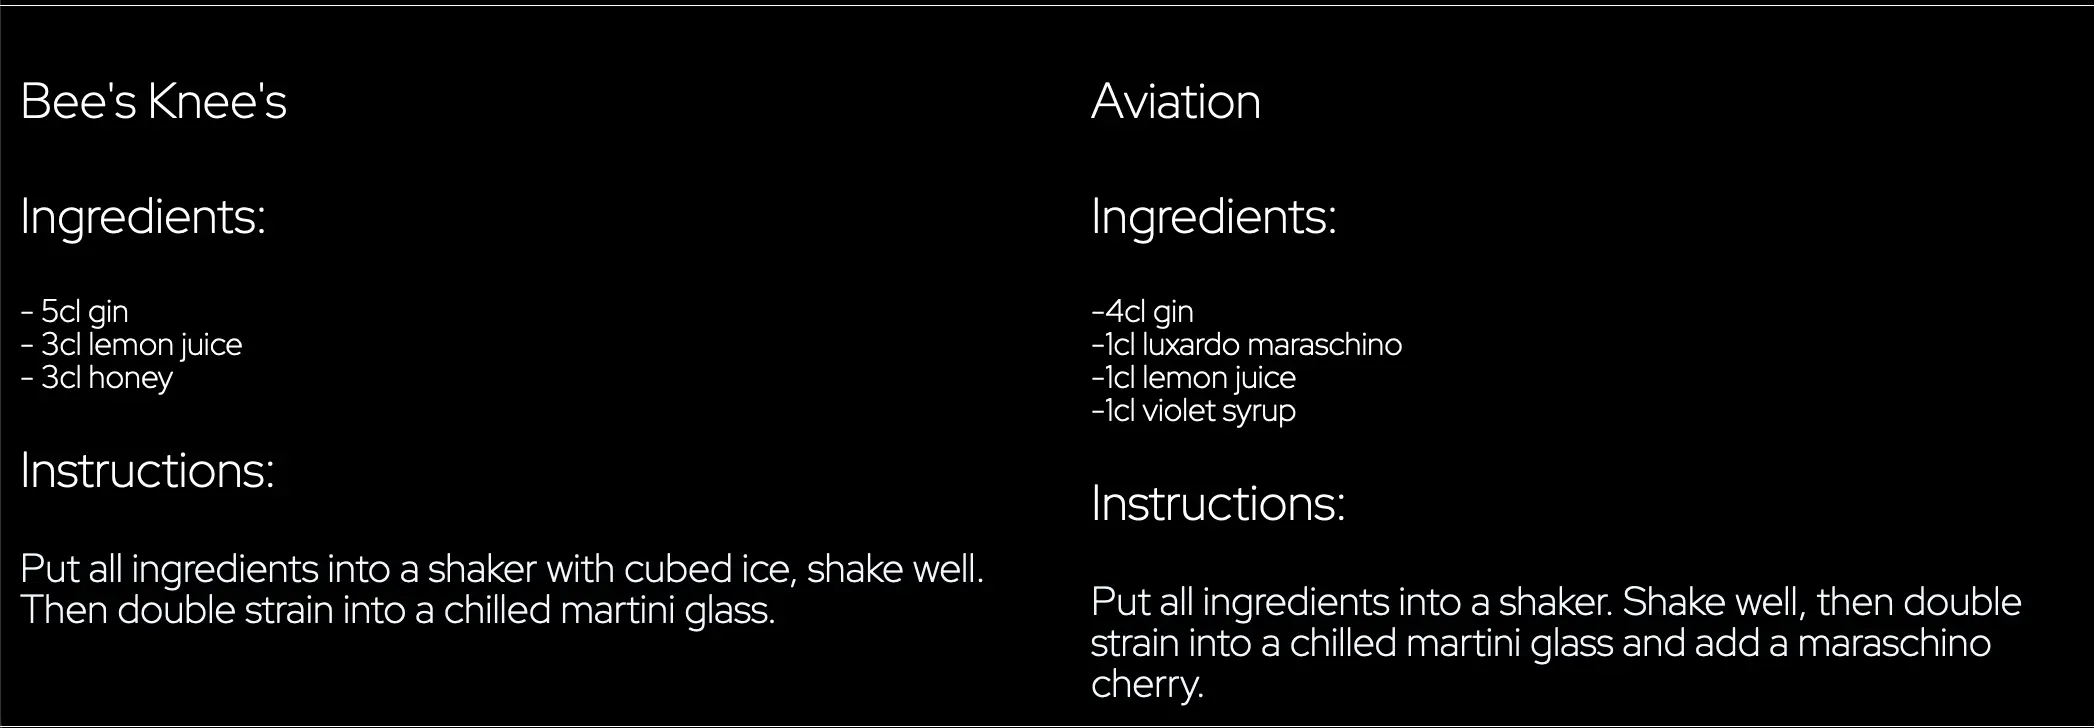 Bee's Knee's
Ingredients:
- 5cl gin
- 3cl lemon juice
- 3cl honey
Instructions:
Put all ingredients into a shaker with cubed ice, shake well.
Then double strain into a chilled martini glass.
Aviation
Ingredients:
-4cl gin
-1cl luxardo maraschino
-1cl lemon juice
-1cl violet syrup
Instructions:
Put all ingredients into a shaker. Shake well, then double
strain into a chilled martini glass and add a maraschino
cherry.